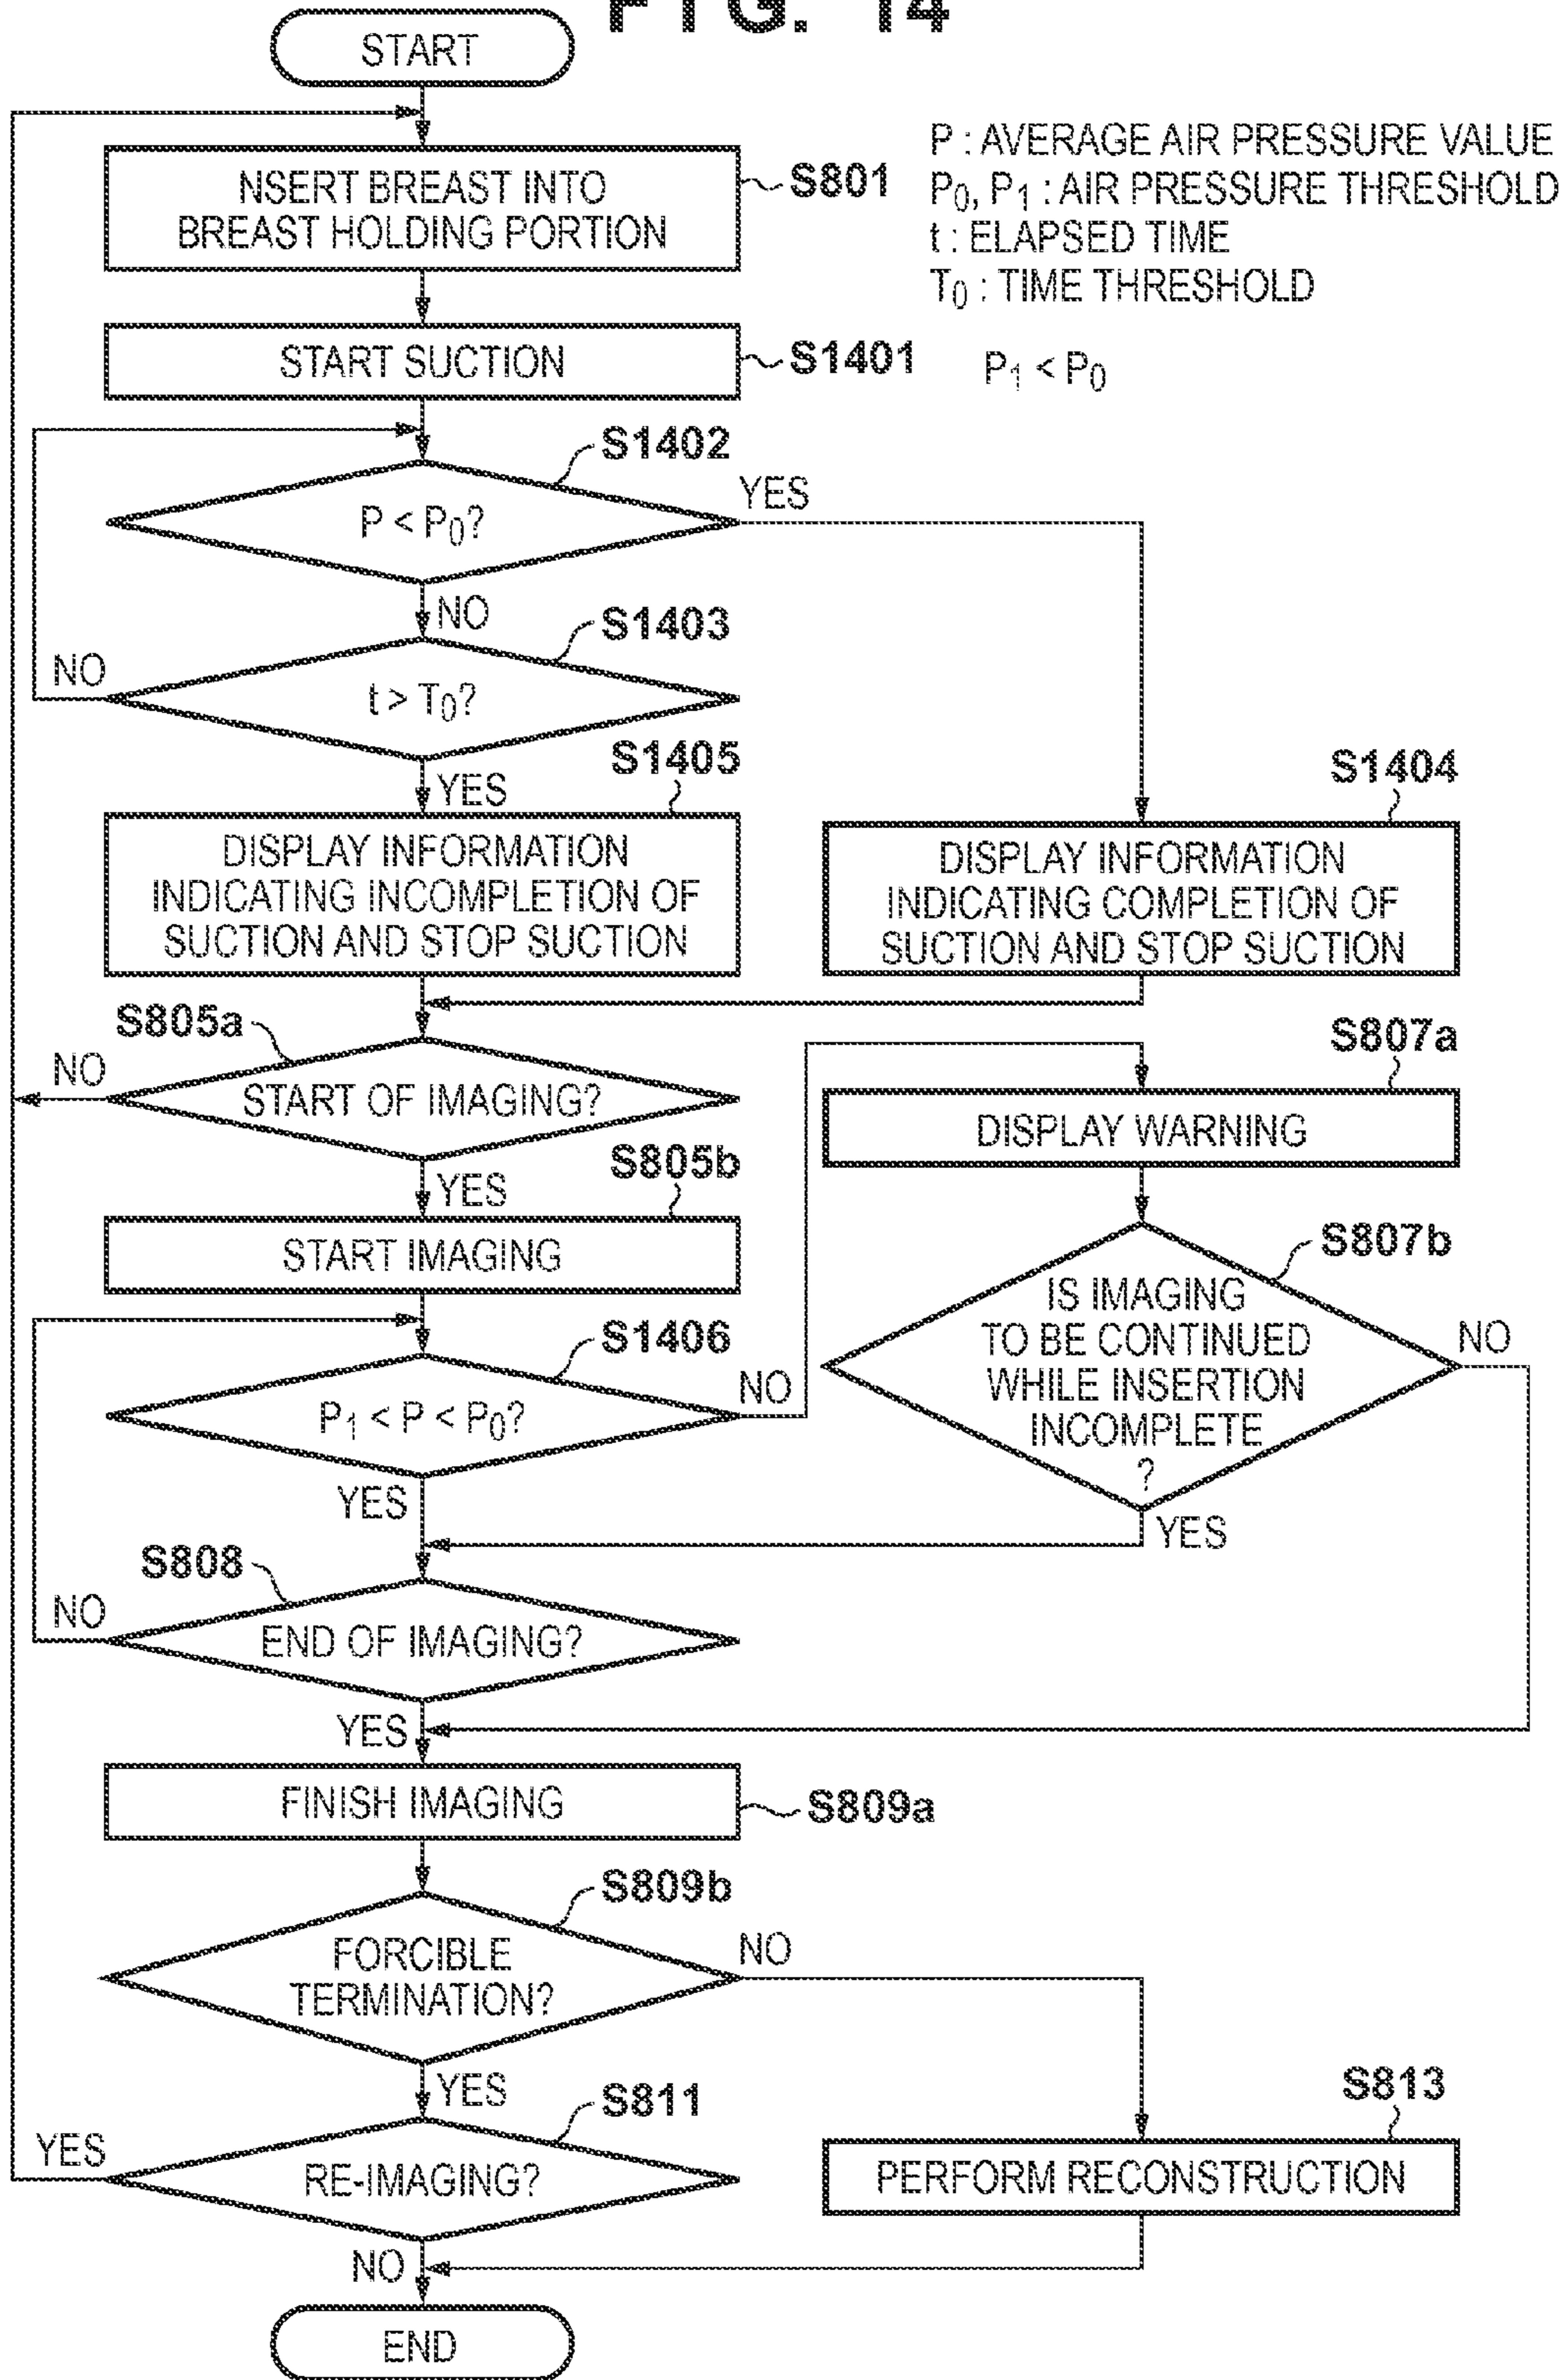 FIG. 14
START
NSERT BREAST INTO
BREAST HOLDING PORTION
S801
P : AVERAGE AIR PRESSURE VALUE
P0, P1 : AIR PRESSURE THRESHOLD
t : ELAPSED TIME
T0 : TIME THRESHOLD
START SUCTION
S1401
P1 < P0
S1402
P < P0?
YES
NO
S1403
NO
t > T0?
YES
S1405
DISPLAY INFORMATION
INDICATING INCOMPLETION OF
SUCTION AND STOP SUCTION
S1404
DISPLAY INFORMATION
INDICATING COMPLETION OF
SUCTION AND STOP SUCTION
S805a
NO
START OF IMAGING?
YES
S805b
START IMAGING
S807a
DISPLAY WARNING
S807b
IS IMAGING
TO BE CONTINUED
WHILE INSERTION
INCOMPLETE
?
NO
YES
S1406
P1 < P < P0?
NO
YES
S808
NO
END OF IMAGING?
YES
FINISH IMAGING
S809a
S809b
FORCIBLE
TERMINATION?
NO
YES
S811
YES
RE-IMAGING?
NO
S813
PERFORM RECONSTRUCTION
END